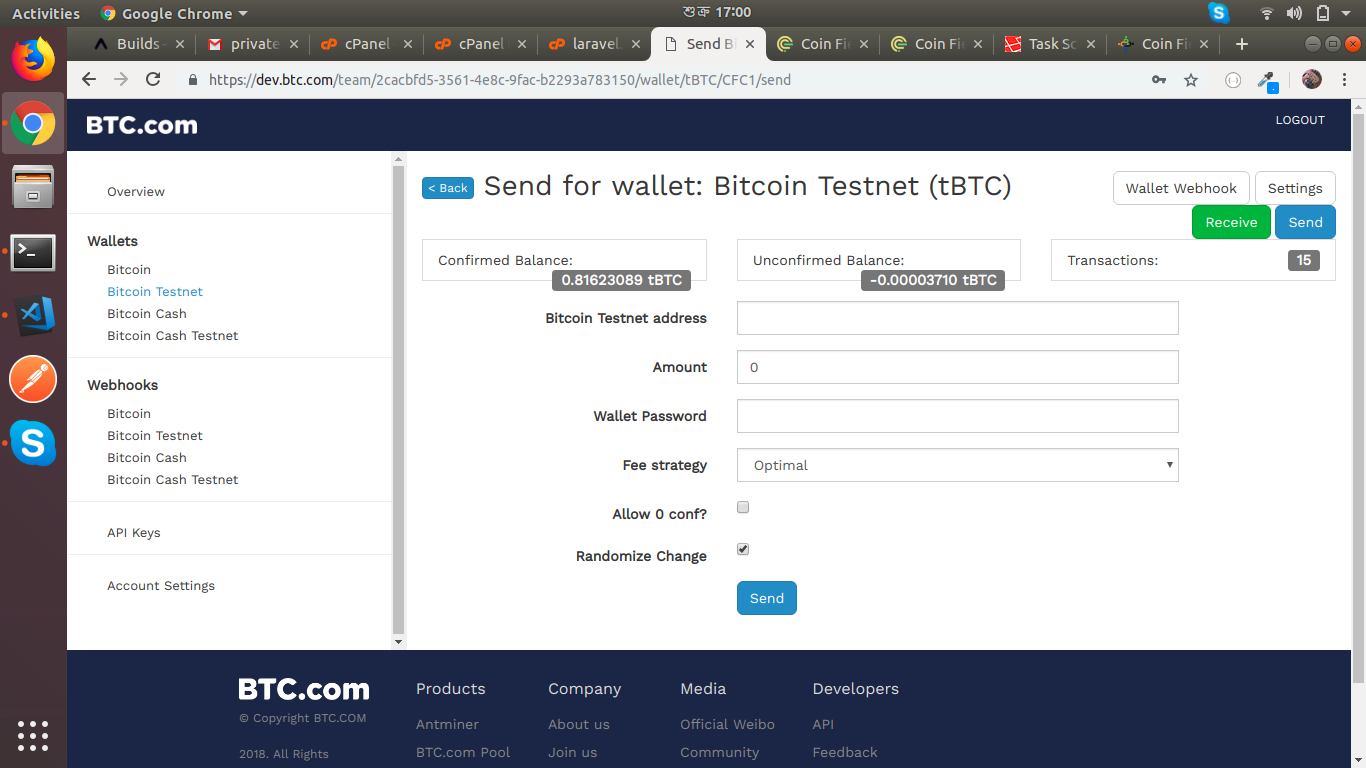 Activities
Google Chrome
শুক্র 17:00
Builds
private
cPanel
cPanel
laravel.
Send B
Coin Fi
Coin Fi
Task Sc
Coin Fi
https://dev.btc.com/team/2cacbfd5-3561-4e8c-9fac-b2293a783150/wallet/tBTC/CFC1/send
BTC.com
LOGOUT
Overview
Wallets
Bitcoin
Bitcoin Testnet
Bitcoin Cash
Bitcoin Cash Testnet
Webhooks
Bitcoin
Bitcoin Testnet
Bitcoin Cash
Bitcoin Cash Testnet
API Keys
Account Settings
< Back
Send for wallet: Bitcoin Testnet (tBTC)
Wallet Webhook
Settings
Receive
Send
Confirmed Balance:
0.81623089 tBTC
Unconfirmed Balance:
-0.00003710 tBTC
Transactions:
15
Bitcoin Testnet address
Amount
0
Wallet Password
Fee strategy
Optimal
Allow 0 conf?
Randomize Change
Send
BTC.com
© Copyright BTC.COM
2018. All Rights
Products
Antminer
BTC.com Pool
Company
About us
Join us
Media
Official Weibo
Community
Developers
API
Feedback